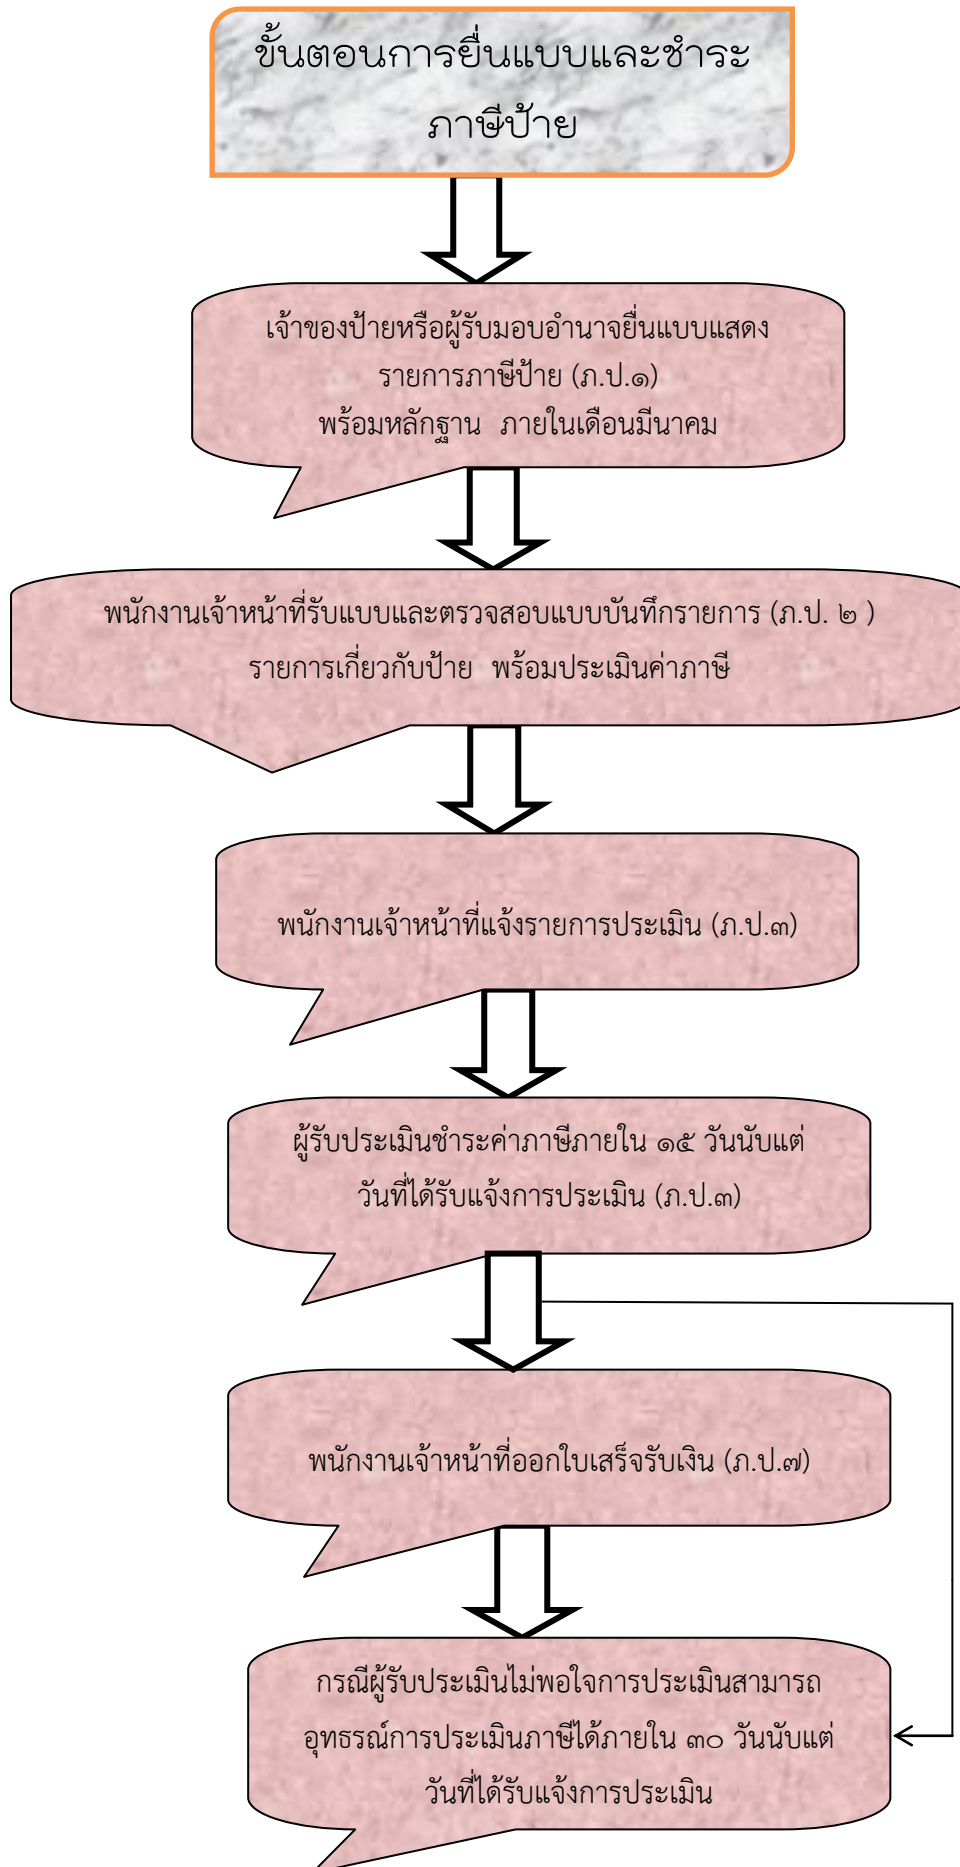 ขั้นตอนการยื่นแบบและชำระ
ภาษีป้าย
เจ้าของป้ายหรือผู้รับมอบอำนาจยื่นแบบแสดง
รายการภาษีป้าย (ภ.ป.๑)
พร้อมหลักฐาน ภายในเดือนมีนาคม
พนักงานเจ้าหน้าที่รับแบบและตรวจสอบแบบบันทึกรายการ (ภ.ป. ๒ )
รายการเกี่ยวกับป้าย พร้อมประเมินค่าภาษี
พนักงานเจ้าหน้าที่แจ้งรายการประเมิน (ภ.ป.๓)
ผู้รับประเมินชำระค่าภาษีภายใน ๑๕ วันนับแต่
วันที่ได้รับแจ้งการประเมิน (ภ.ป.๓)
พนักงานเจ้าหน้าที่ออกใบเสร็จรับเงิน (ภ.ป.๗)
กรณีผู้รับประเมินไม่พอใจการประเมินสามารถ
อุทธรณ์การประเมินภาษีได้ภายใน ๓๐ วันนับแต่
วันที่ได้รับแจ้งการประเมิน